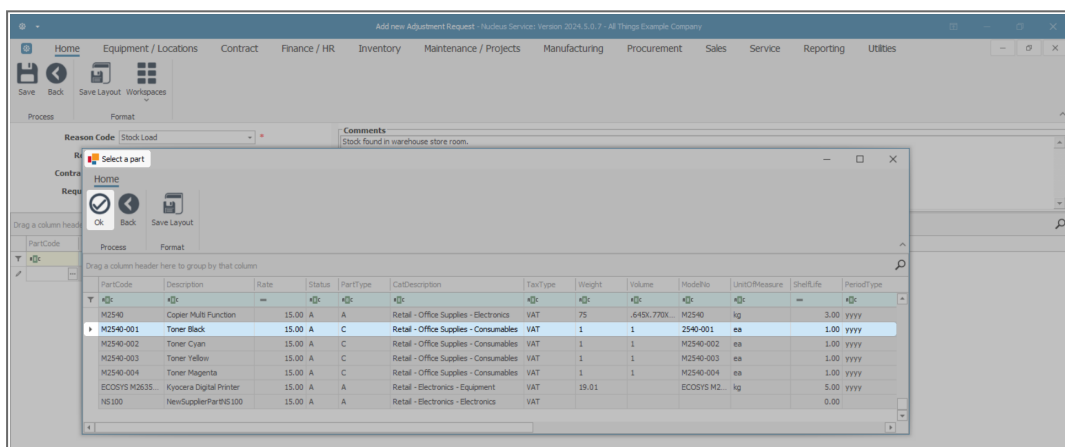 Add new Adjustment Request - Nucleus Service: Version 2024.5.0.7 - All Things Example Company
Home Equipment / Locations Contract Finance / HR Inventory Maintenance / Projects Manufacturing Procurement Sales Service Reporting Utilities
Save Back Save Layout Workspaces
Process Format
Reason Code Stock Load * Comments
Stock found in warehouse store room.
Re
Contra
Requ
Select a part
Home
Ok Back Save Layout
Process Format
Drag a column heade
PartCode
Drag a column header here to group by that column
PartCode Description Rate Status PartType CatDescription TaxType Weight Volume ModelNo UnitOfMeasure ShelfLife PeriodType
M2540 Copier Multi Function 15.00 A A Retail - Office Supplies - Electronics VAT 75 .645X.770X... M2540 kg 3.00 yyyy
M2540-001 Toner Black 15.00 A C Retail - Office Supplies - Consumables VAT 1 1 2540-001 ea 1.00 yyyy
M2540-002 Toner Cyan 15.00 A C Retail - Office Supplies - Consumables VAT 1 1 M2540-002 ea 1.00 yyyy
M2540-003 Toner Yellow 15.00 A C Retail - Office Supplies - Consumables VAT 1 1 M2540-003 ea 1.00 yyyy
M2540-004 Toner Magenta 15.00 A C Retail - Office Supplies - Consumables VAT 1 1 M2540-004 ea 1.00 yyyy
ECOSYS M2635... Kyocera Digital Printer 15.00 A A Retail - Electronics - Equipment VAT 19.01 ECOSYS M2... kg 5.00 yyyy
NS100 NewSupplierPartNS100 15.00 A A Retail - Electronics - Electronics VAT 0.00